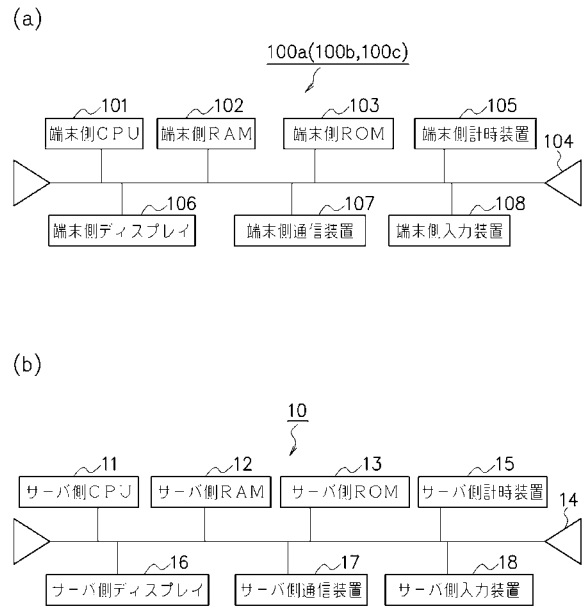 (a)
100a(100b,100c)
101 102 103 105
端末側CPU 端末側RAM 端末側ROM 端末側計時装置
104
106 107 108
端末側ディスプレイ 端末側通信装置 端末側入力装置
(b)
10
11 12 13 15
サーバ側CPU サーバ側RAM サーバ側ROM サーバ側計時装置
14
16 17 18
サーバ側ディスプレイ サーバ側通信装置 サーバ側入力装置